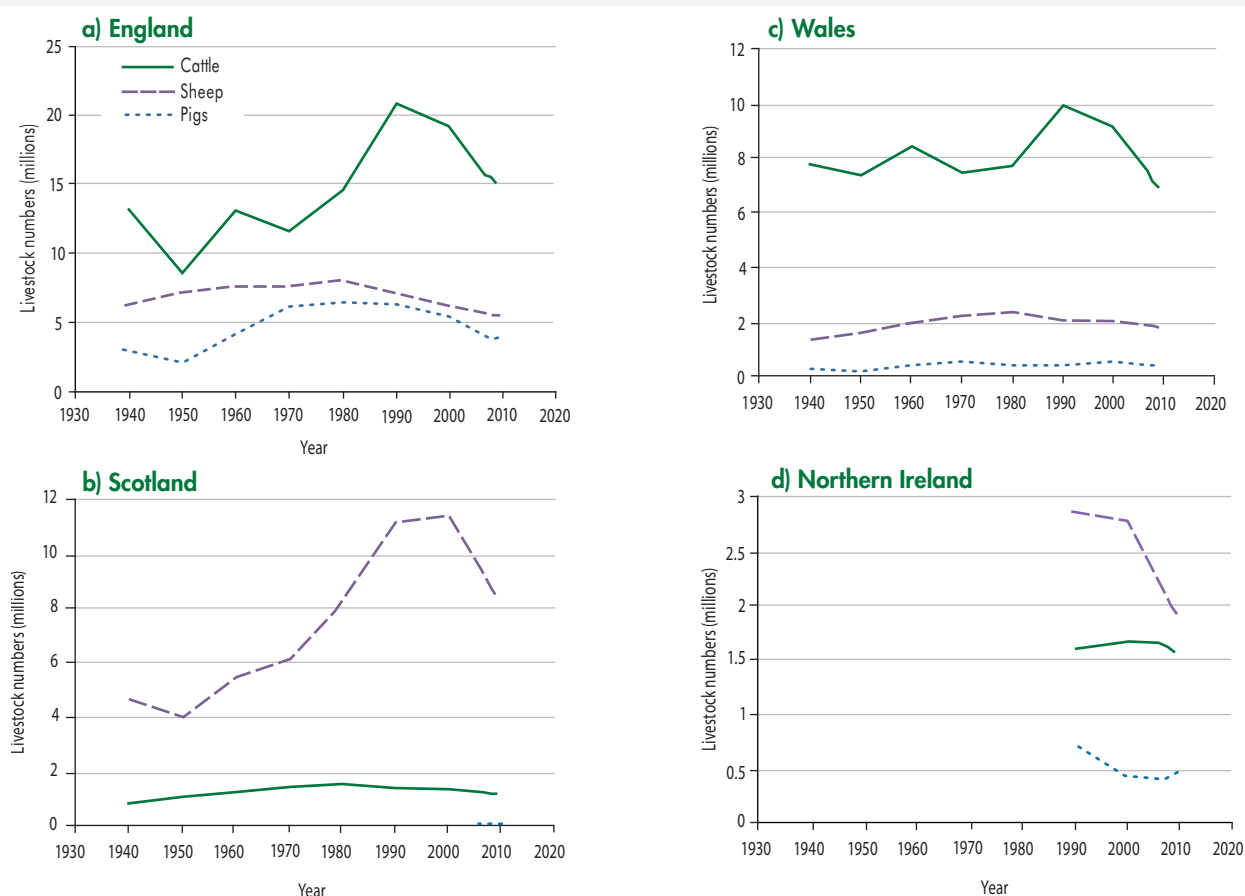 a) England
25
20
15
10
5
0
Livestock numbers (millions)
Cattle
Sheep
Pigs
1930 1940 1950 1960 1970 1980 1990 2000 2010 2020
Year
c) Wales
12
10
8
6
4
2
0
Livestock numbers (millions)
1930 1940 1950 1960 1970 1980 1990 2000 2010 2020
b) Scotland
12
10
8
6
4
2
0
Livestock numbers (millions)
1930 1940 1950 1960 1970 1980 1990 2000 2010 2020
Year
d) Northern Ireland
3
2.5
2
1.5
1
0.5
0
Livestock numbers (millions)
1930 1940 1950 1960 1970 1980 1990 2000 2010 2020
Year